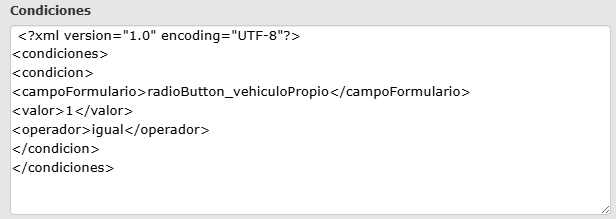 Condiciones
<?xml version="1.0" encoding="UTF-8"?>
<condiciones>
<condicion>
<campoFormulario>radioButton_vehiculoPropio</campoFormulario>
<valor>1</valor>
<operador>igual</operador>
</condicion>
</condiciones>